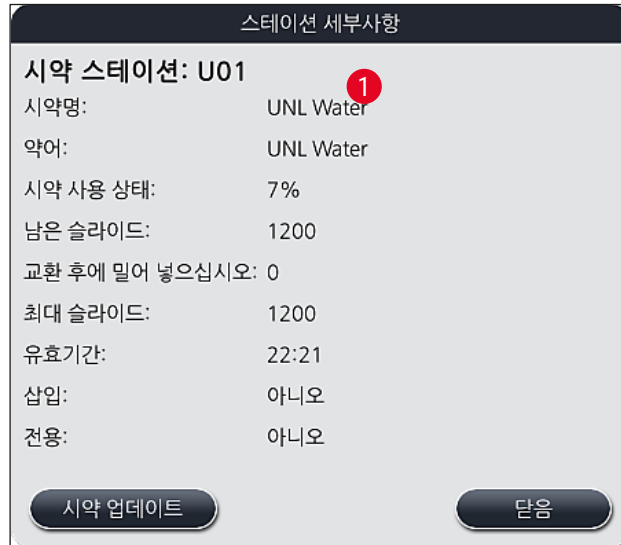 스테이션 세부사항
시약 스테이션: U01
1
시약명: UNL Water
약어: UNL Water
시약 사용 상태: 7%
남은 슬라이드: 1200
교환 후에 밀어 넣으십시오: 0
최대 슬라이드: 1200
유효기간: 22:21
삽입: 아니오
전용: 아니오
시약 업데이트 닫음